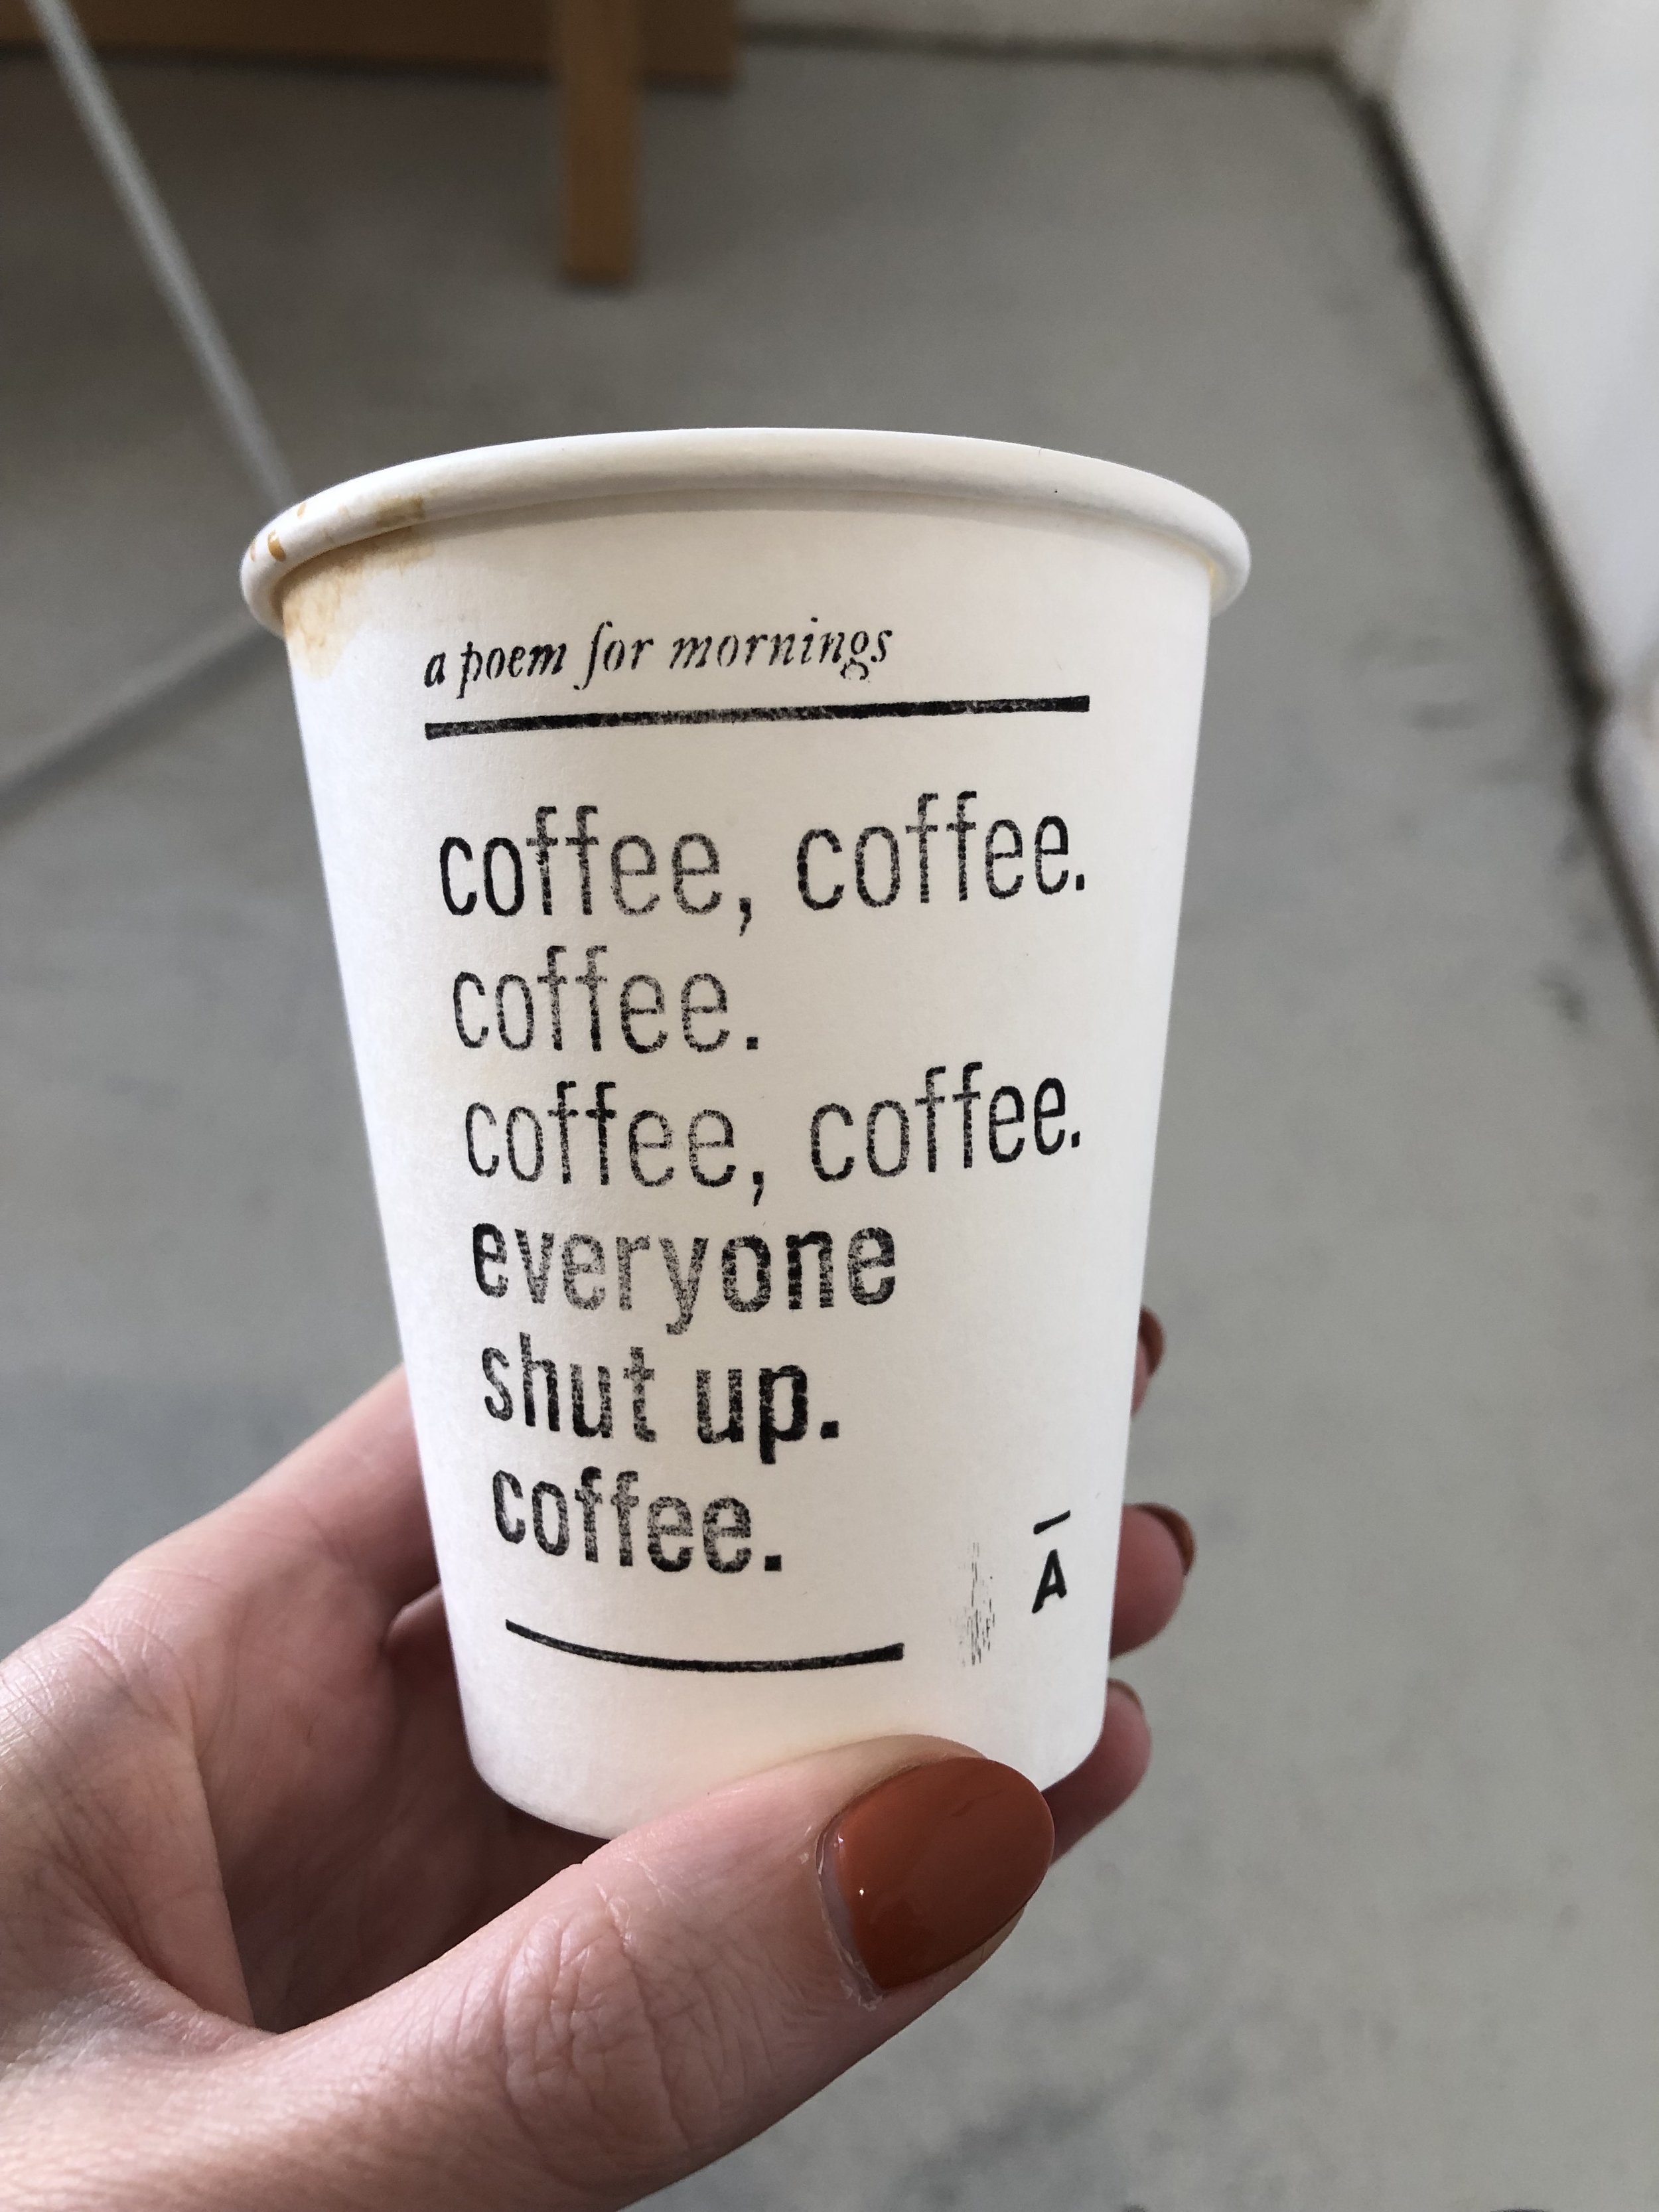 a poem for mornings
coffee, coffee.
coffee.
coffee, coffee.
everyone
shut up.
coffee.
A